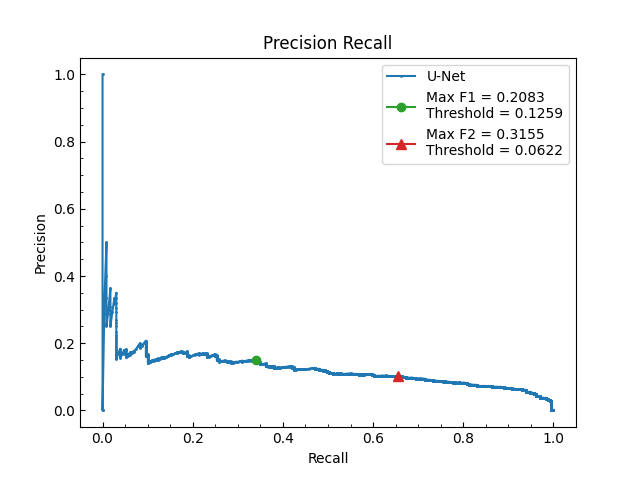 Precision Recall
U-Net
Max F1 = 0.2083
Threshold = 0.1259
Max F2 = 0.3155
Threshold = 0.0622
Precision
1.0
0.8
0.6
0.4
0.2
0.0
0.0 0.2 0.4 0.6 0.8 1.0
Recall